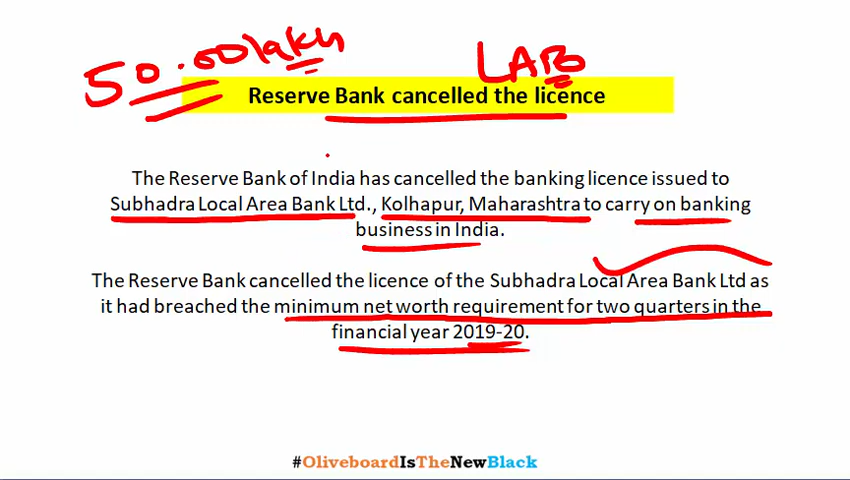 50.00 lakh
LAB
Reserve Bank cancelled the licence
The Reserve Bank of India has cancelled the banking licence issued to
Subhadra Local Area Bank Ltd., Kolhapur, Maharashtra to carry on banking
business in India.
The Reserve Bank cancelled the licence of the Subhadra Local Area Bank Ltd as
it had breached the minimum net worth requirement for two quarters in the
financial year 2019-20.
#OliveboardIsTheNewBlack